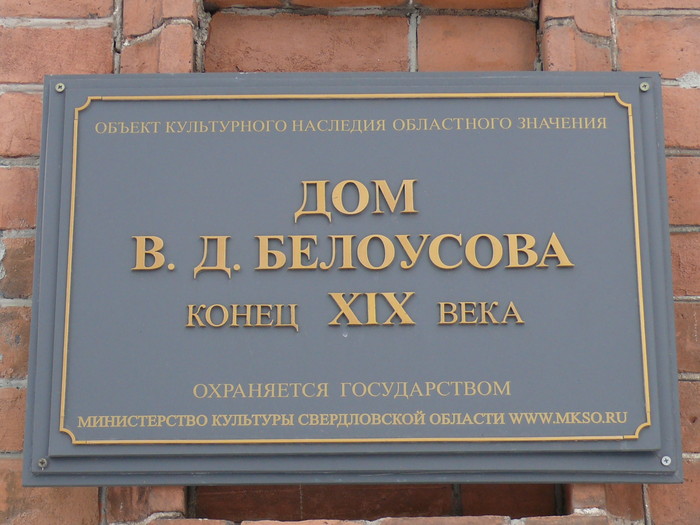 ОБЪЕКТ КУЛЬТУРНОГО НАСЛЕДИЯ ОБЛАСТНОГО ЗНАЧЕНИЯ
ДОМ
В. Д. БЕЛОУСОВА
КОНЕЦ XIX ВЕКА
ОХРАНЯЕТСЯ ГОСУДАРСТВОМ
МИНИСТЕРСТВО КУЛЬТУРЫ СВЕРДЛОВСКОЙ ОБЛАСТИ WWW.MKSO.RU